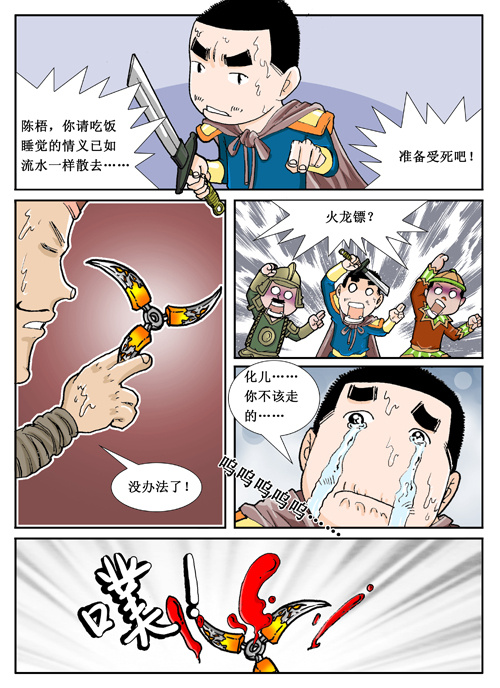 陈梧，你请吃饭
睡觉的情义已如
流水一样散去……
准备受死吧！
没办法了！
火龙镖？
化儿……
你不该走
的……
呜呜呜呜呜……
噗！！